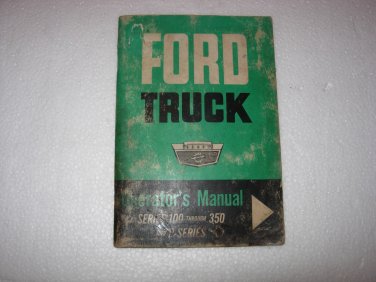 FORD
TRUCK
Operator's Manual
SERIES 100 THROUGH 350
P-SERIES